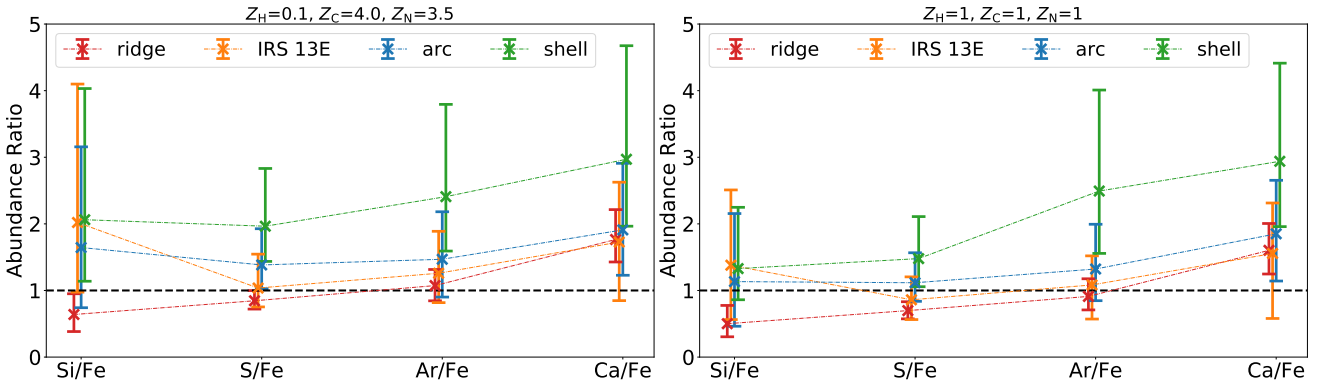 Z_H=0.1, Z_C=4.0, Z_N=3.5
ridge IRS 13E arc shell
Abundance Ratio
5
4
3
2
1
0
Si/Fe S/Fe Ar/Fe Ca/Fe
Z_H=1, Z_C=1, Z_N=1
ridge IRS 13E arc shell
Abundance Ratio
5
4
3
2
1
0
Si/Fe S/Fe Ar/Fe Ca/Fe